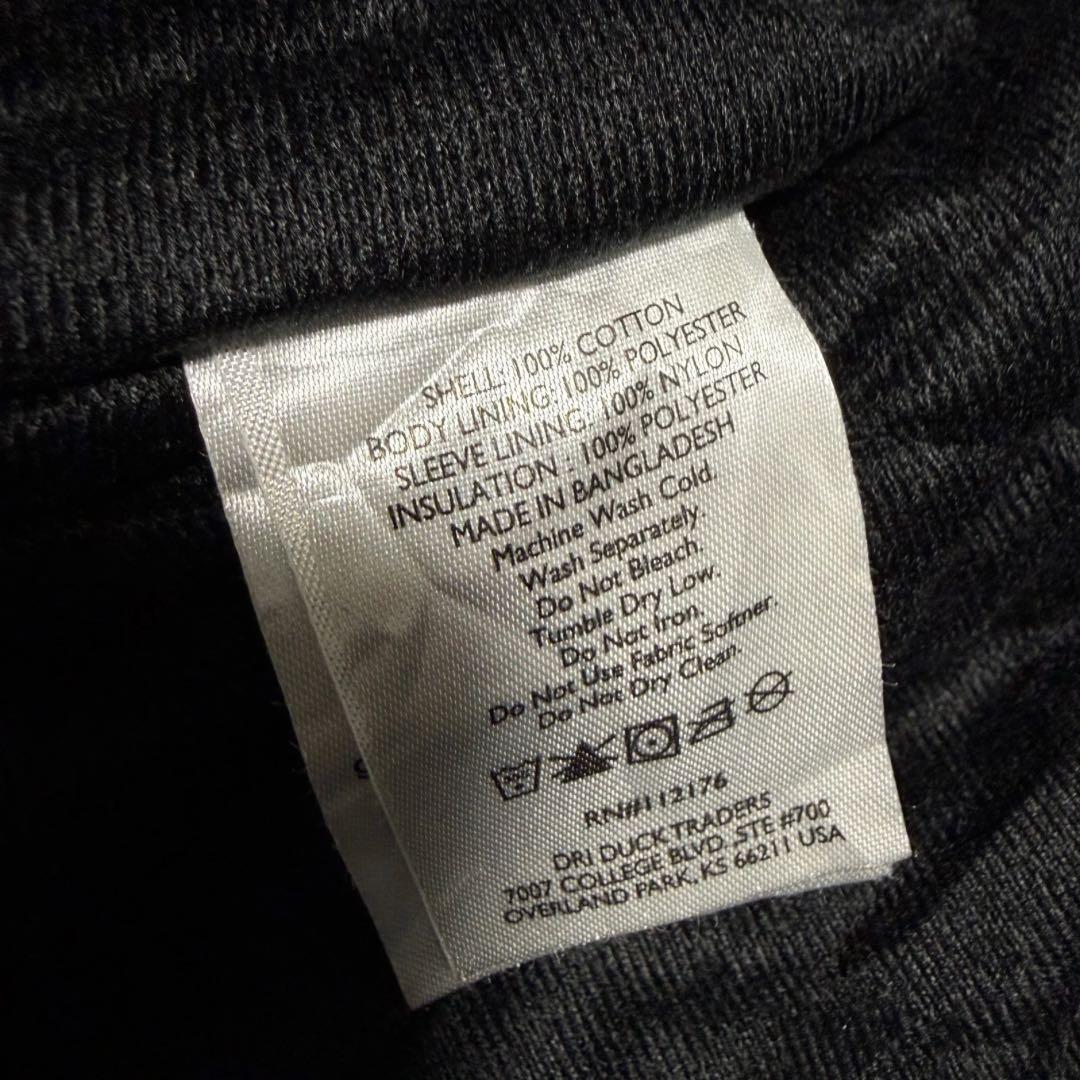 SHELL: 100% COTTON
BODY LINING: 100% POLYESTER
SLEEVE LINING: 100% NYLON
INSULATION : 100% POLYESTER
MADE IN BANGLADESH
Machine Wash Cold.
Wash Separately.
Do Not Bleach.
Tumble Dry Low.
Do Not Iron.
Do Not Use Fabric Softner.
Do Not Dry Clean.
RN#112176
DRI DUCK TRADERS
7007 COLLEGE BLVD .STE #700
OVERLAND PARK, KS 66211 USA